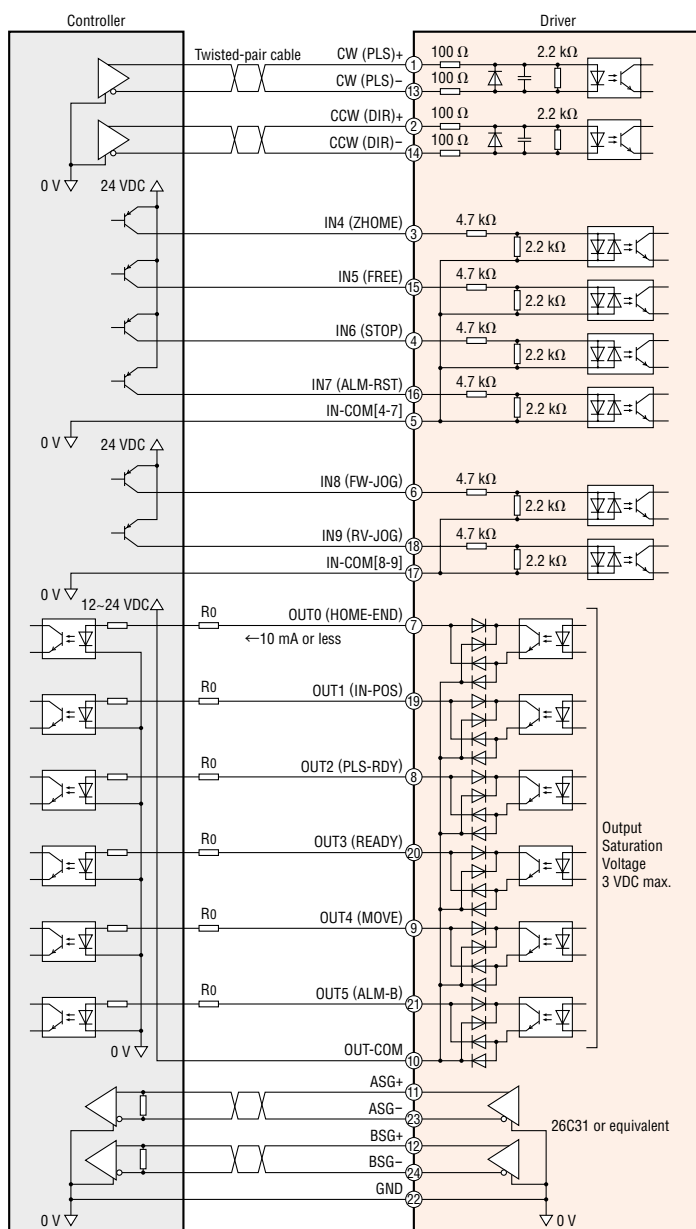 Controller Driver
Twisted-pair cable CW (PLS)+ 1 100 Ω 2.2 kΩ
CW (PLS)− 13 100 Ω
CCW (DIR)+ 2 100 Ω 2.2 kΩ
CCW (DIR)− 14 100 Ω
0 V 24 VDC
IN4 (ZHOME) 3 4.7 kΩ
2.2 kΩ
IN5 (FREE) 15 4.7 kΩ
2.2 kΩ
IN6 (STOP) 4 4.7 kΩ
2.2 kΩ
IN7 (ALM-RST) 16 4.7 kΩ
IN-COM[4-7] 5 2.2 kΩ
0 V
24 VDC
IN8 (FW-JOG) 6 4.7 kΩ
2.2 kΩ
IN9 (RV-JOG) 18 4.7 kΩ
IN-COM[8-9] 17 2.2 kΩ
0 V
12~24 VDC
R0 OUT0 (HOME-END) 7
←10 mA or less
R0 OUT1 (IN-POS) 19
R0 OUT2 (PLS-RDY) 8
Output
Saturation
Voltage
3 VDC max.
R0 OUT3 (READY) 20
R0 OUT4 (MOVE) 9
R0 OUT5 (ALM-B) 21
0 V OUT-COM 10
ASG+ 11
ASG− 23 26C31 or equivalent
BSG+ 12
BSG− 24
GND 22
0 V 0 V